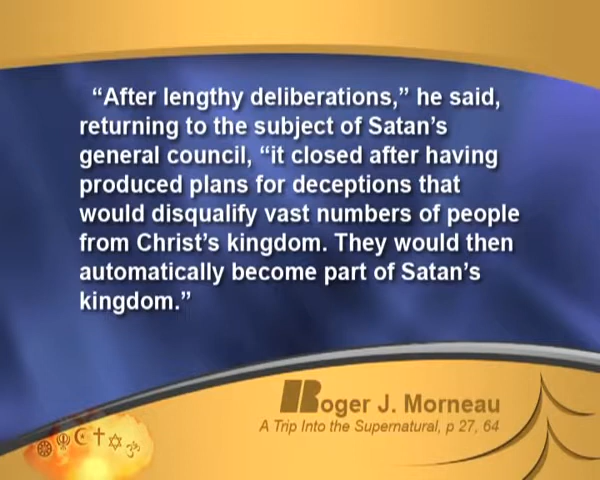 “After lengthy deliberations,” he said,
returning to the subject of Satan’s
general council, “it closed after having
produced plans for deceptions that
would disqualify vast numbers of people
from Christ’s kingdom. They would then
automatically become part of Satan’s
kingdom.”
Roger J. Morneau
A Trip Into the Supernatural, p 27, 64